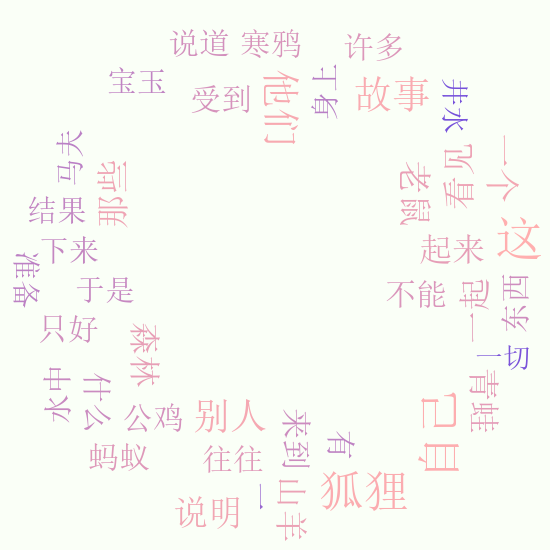 说道
寒鸦
许多
宝玉
受到
他们
身上
故事
井水
马夫
那些
老鼠
看见
一个
结果
这
下来
起来
准备
于是
不能
一起
东西
只好
森林
一切
水中
什么
公鸡
别人
青蛙
自己
蚂蚁
往往
来到
有
说明
一
山羊
狐狸